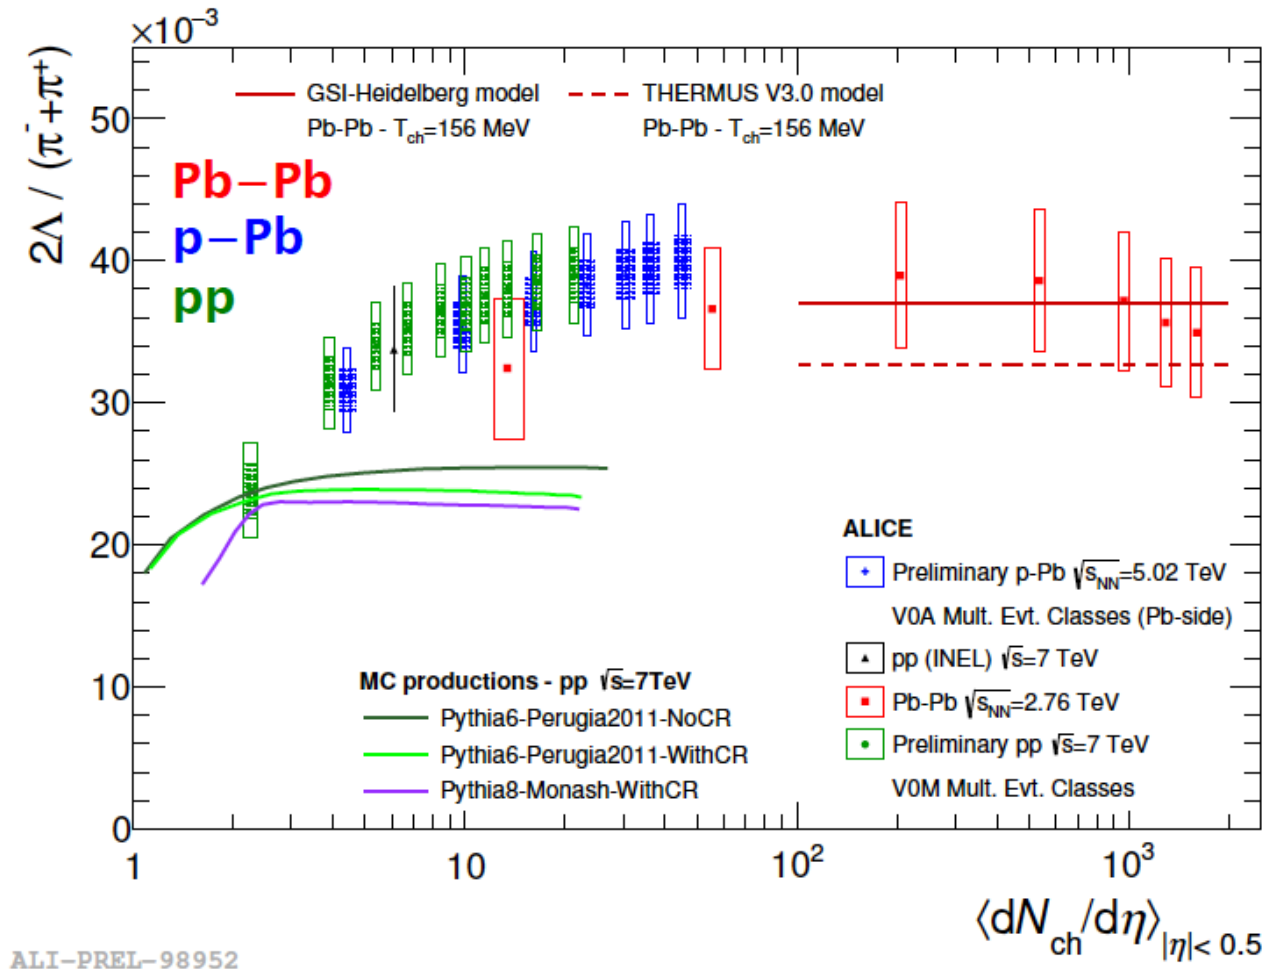 ×10⁻³
2Λ / (π⁻+π⁺)
50
40
30
20
10
0
GSI-Heidelberg model
Pb-Pb - T_ch=156 MeV
THERMUS V3.0 model
Pb-Pb - T_ch=156 MeV
Pb–Pb
p–Pb
pp
ALICE
Preliminary p-Pb √s_NN=5.02 TeV
V0A Mult. Evt. Classes (Pb-side)
pp (INEL) √s=7 TeV
Pb-Pb √s_NN=2.76 TeV
Preliminary pp √s=7 TeV
V0M Mult. Evt. Classes
MC productions - pp √s=7TeV
Pythia6-Perugia2011-NoCR
Pythia6-Perugia2011-WithCR
Pythia8-Monash-WithCR
1
10
10²
10³
⟨dN_ch/dη⟩_|η|< 0.5
ALI-PREL-98952